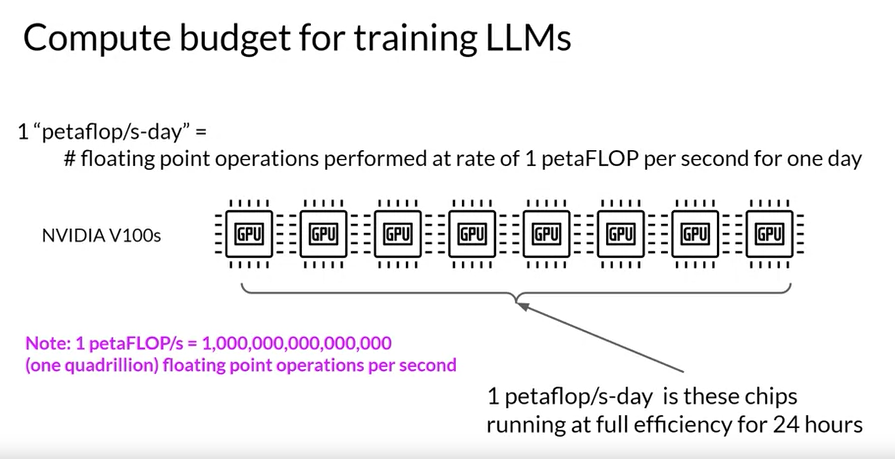 Compute budget for training LLMs
1 “petaflop/s-day” =
# floating point operations performed at rate of 1 petaFLOP per second for one day
NVIDIA V100s
GPU GPU GPU GPU GPU GPU GPU GPU
Note: 1 petaFLOP/s = 1,000,000,000,000,000
(one quadrillion) floating point operations per second
1 petaflop/s-day is these chips
running at full efficiency for 24 hours